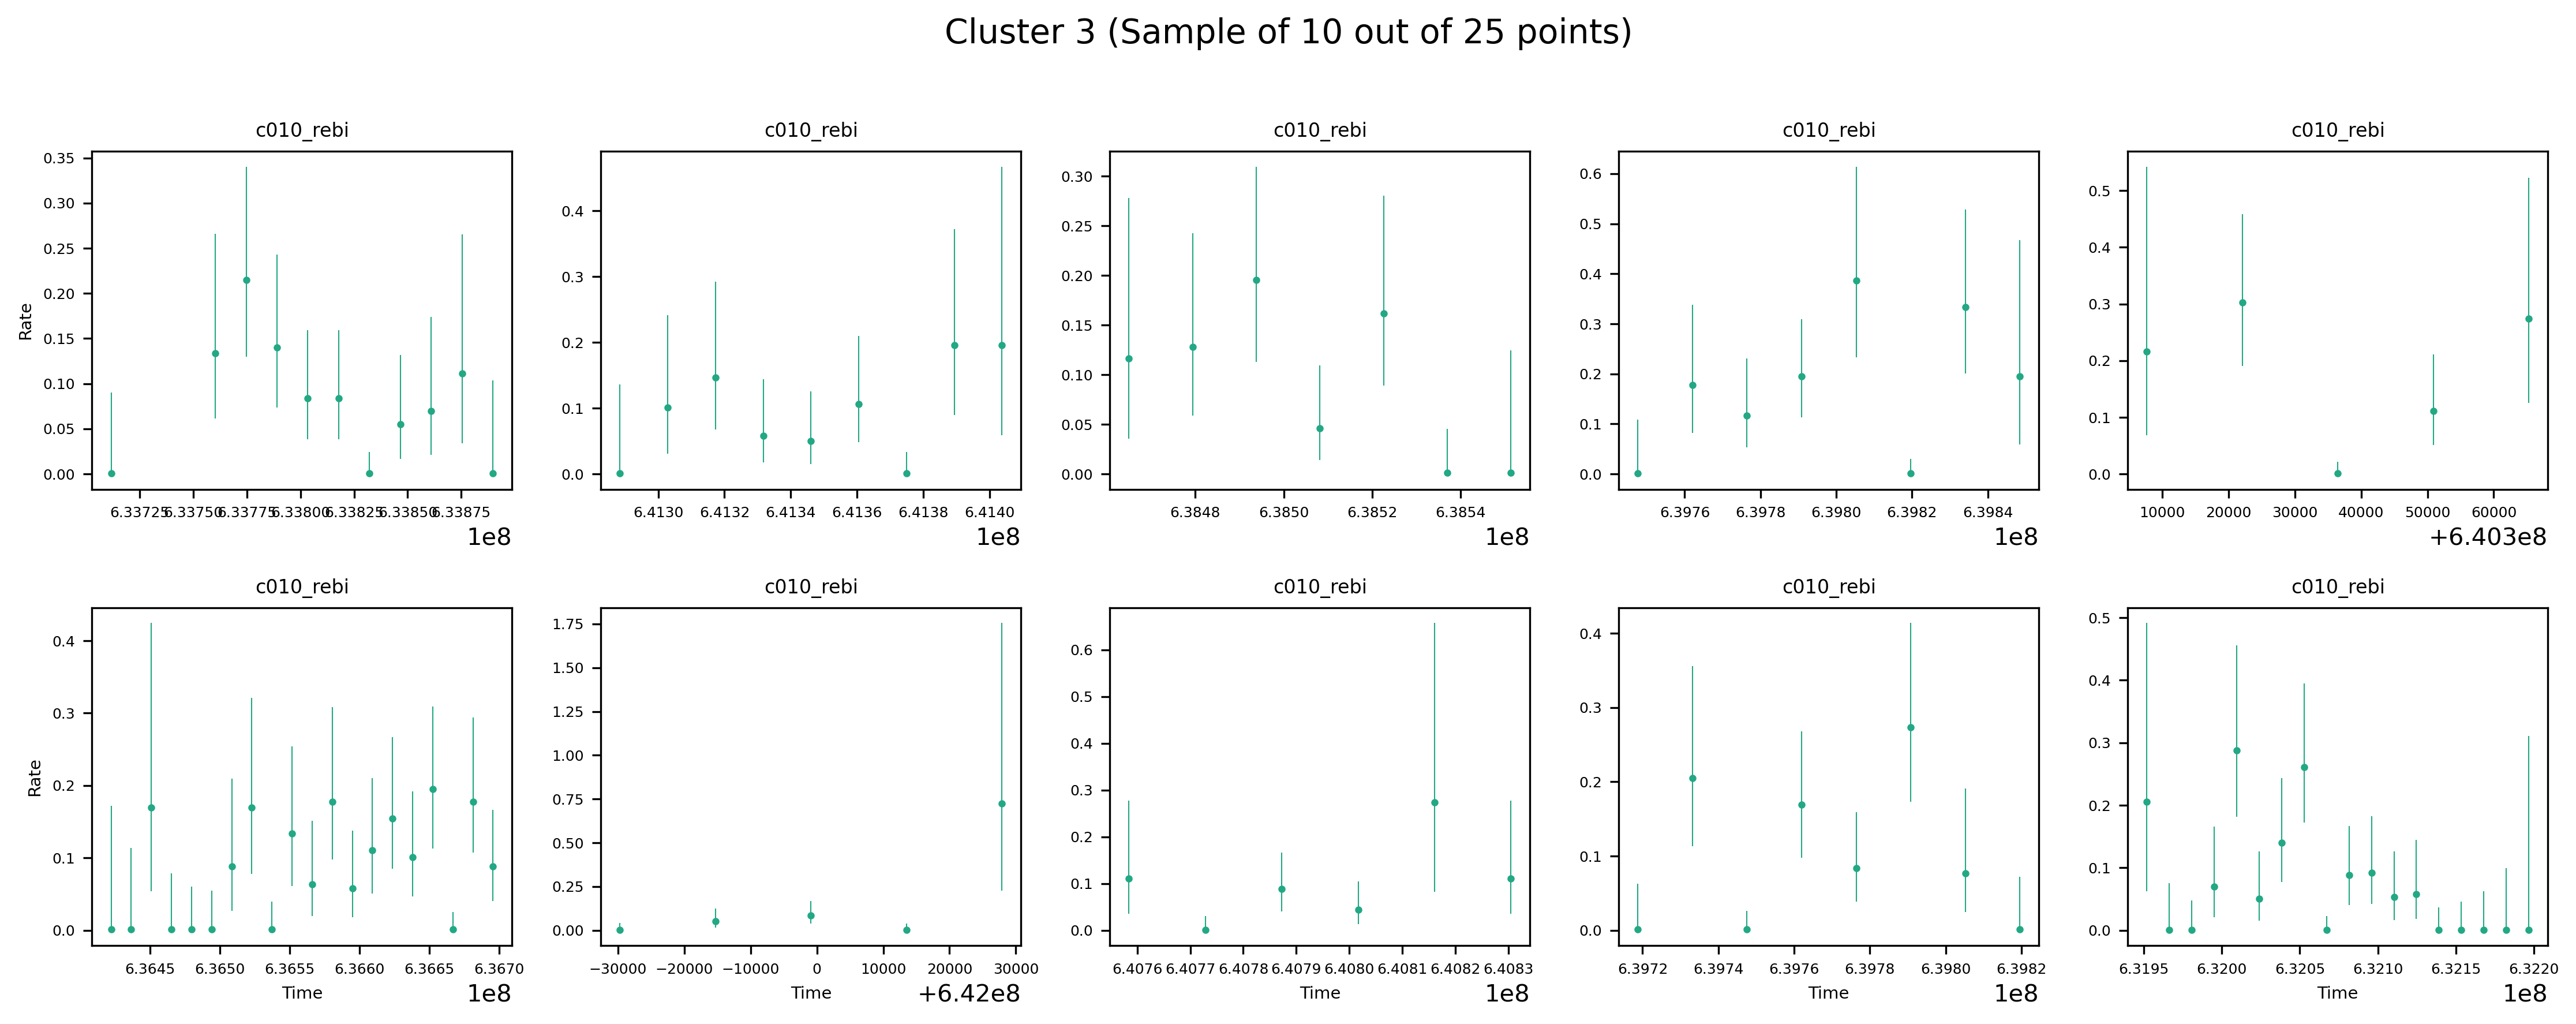 Cluster 3 (Sample of 10 out of 25 points)
c010_rebi c010_rebi c010_rebi c010_rebi c010_rebi
Rate
0.35
0.30
0.25
0.20
0.15
0.10
0.05
0.00
6.33725 6.33750 6.33775 6.33800 6.33825 6.33850 6.33875
1e8
0.4
0.3
0.2
0.1
0.0
6.4130 6.4132 6.4134 6.4136 6.4138 6.4140
1e8
0.30
0.25
0.20
0.15
0.10
0.05
0.00
6.3848 6.3850 6.3852 6.3854
1e8
0.6
0.5
0.4
0.3
0.2
0.1
0.0
6.3976 6.3978 6.3980 6.3982 6.3984
1e8
0.5
0.4
0.3
0.2
0.1
0.0
10000 20000 30000 40000 50000 60000
+6.403e8
c010_rebi c010_rebi c010_rebi c010_rebi c010_rebi
Rate
0.4
0.3
0.2
0.1
0.0
6.3645 6.3650 6.3655 6.3660 6.3665 6.3670
Time
1e8
1.75
1.50
1.25
1.00
0.75
0.50
0.25
0.00
−30000 −20000 −10000 0 10000 20000 30000
Time
+6.42e8
0.6
0.5
0.4
0.3
0.2
0.1
0.0
6.4076 6.4077 6.4078 6.4079 6.4080 6.4081 6.4082 6.4083
Time
1e8
0.4
0.3
0.2
0.1
0.0
6.3972 6.3974 6.3976 6.3978 6.3980 6.3982
Time
1e8
0.5
0.4
0.3
0.2
0.1
0.0
6.3195 6.3200 6.3205 6.3210 6.3215 6.3220
Time
1e8